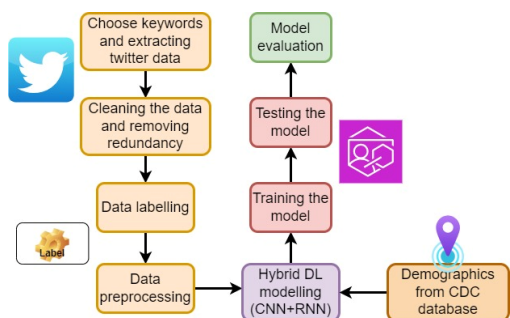 Choose keywords
and extracting
twitter data
Cleaning the data
and removing
redundancy
Data labelling
Label
Data
preprocessing
Hybrid DL
modelling
(CNN+RNN)
Demographics
from CDC
database
Training the
model
Testing the
model
Model
evaluation